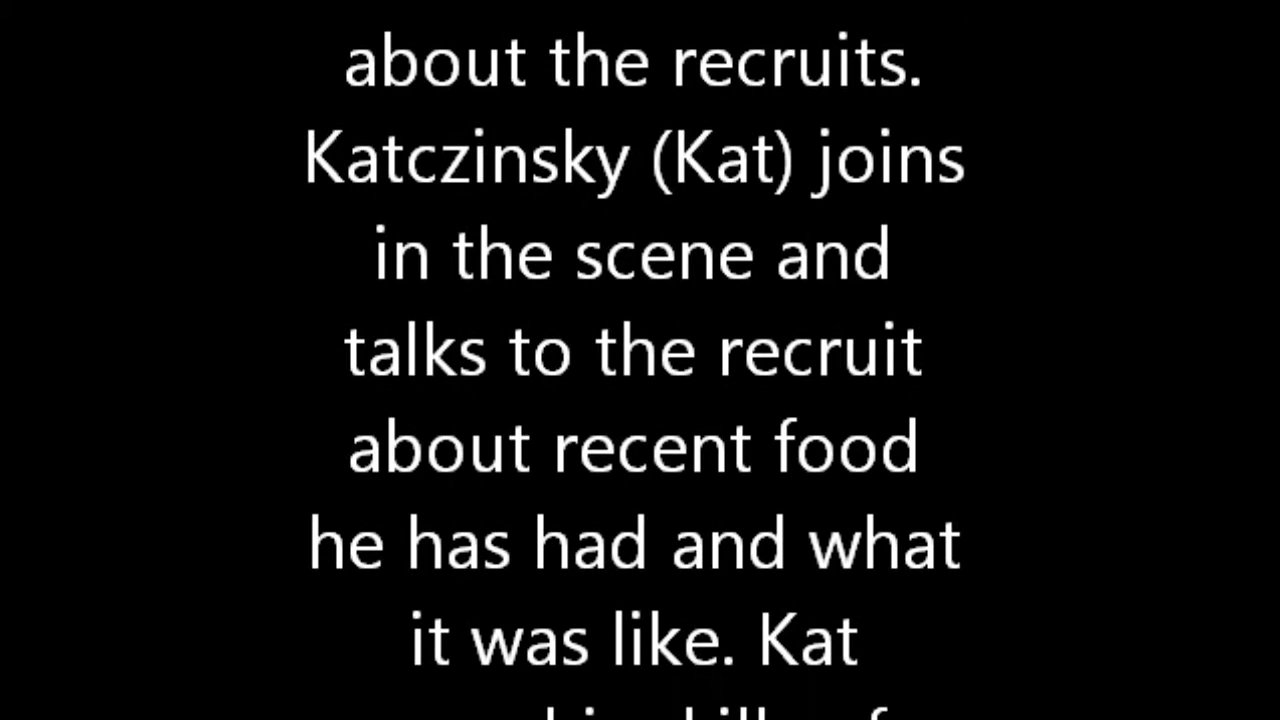 about the recruits.
Katczinsky (Kat) joins
in the scene and
talks to the recruit
about recent food
he has had and what
it was like. Kat